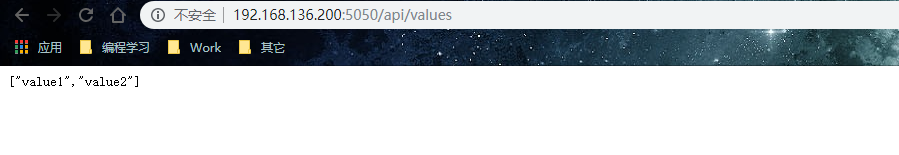 不安全 192.168.136.200:5050/api/values
应用 编程学习 Work 其它
["value1","value2"]